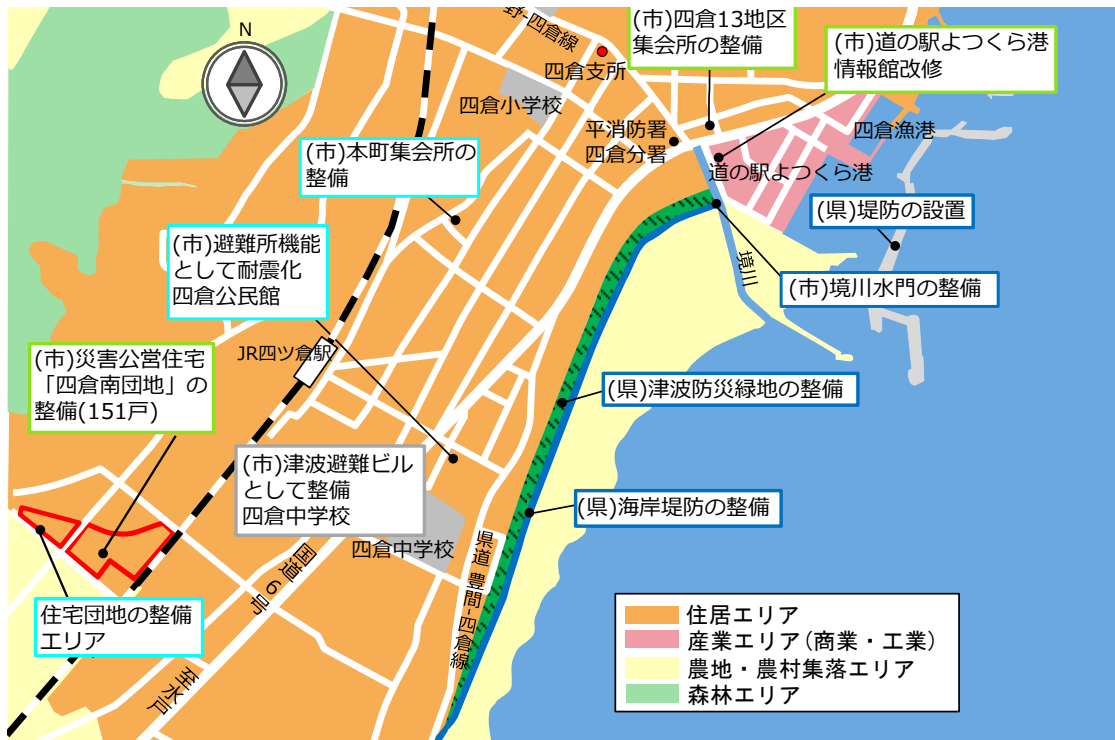 N
野-四倉線
四倉支所
(市)四倉13地区
集会所の整備
(市)道の駅よつくら港
情報館改修
四倉小学校
平消防署
四倉分署
四倉漁港
道の駅よつくら港
(市)本町集会所の
整備
(県)堤防の設置
(市)避難所機能
として耐震化
四倉公民館
境川
(市)境川水門の整備
JR四ツ倉駅
(市)災害公営住宅
「四倉南団地」の
整備(151戸)
(県)津波防災緑地の整備
(市)津波避難ビル
として整備
四倉中学校
(県)海岸堤防の整備
四倉中学校
国道6号
県道 豊間-四倉線
住宅団地の整備
エリア
至水戸
住居エリア
産業エリア(商業・工業)
農地・農村集落エリア
森林エリア